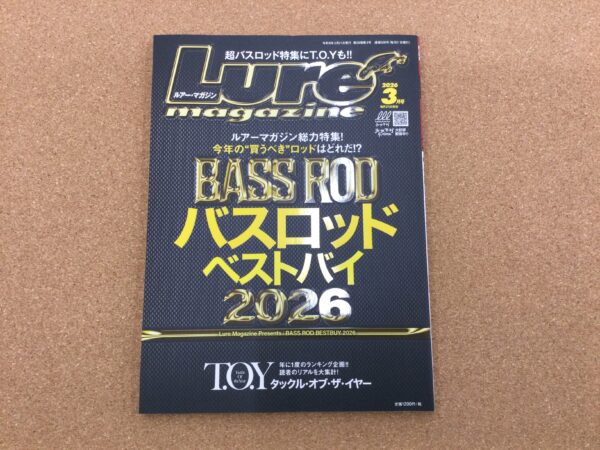 超バスロッド特集にT.O.Yも!!
Lure
ルアー・マガジン
magazine
2026
3月号
ルアーマガジン総力特集!
今年の"買うべき"ロッドはどれだ!?
BASS ROD
バスロッド
ベストバイ
2026
Lure Magazine Presents / BASS ROD BESTBUY 2026
T.O.Y
年に1度のランキング企画!!
読者のリアルを大集計!
タックル・オブ・ザ・イヤー